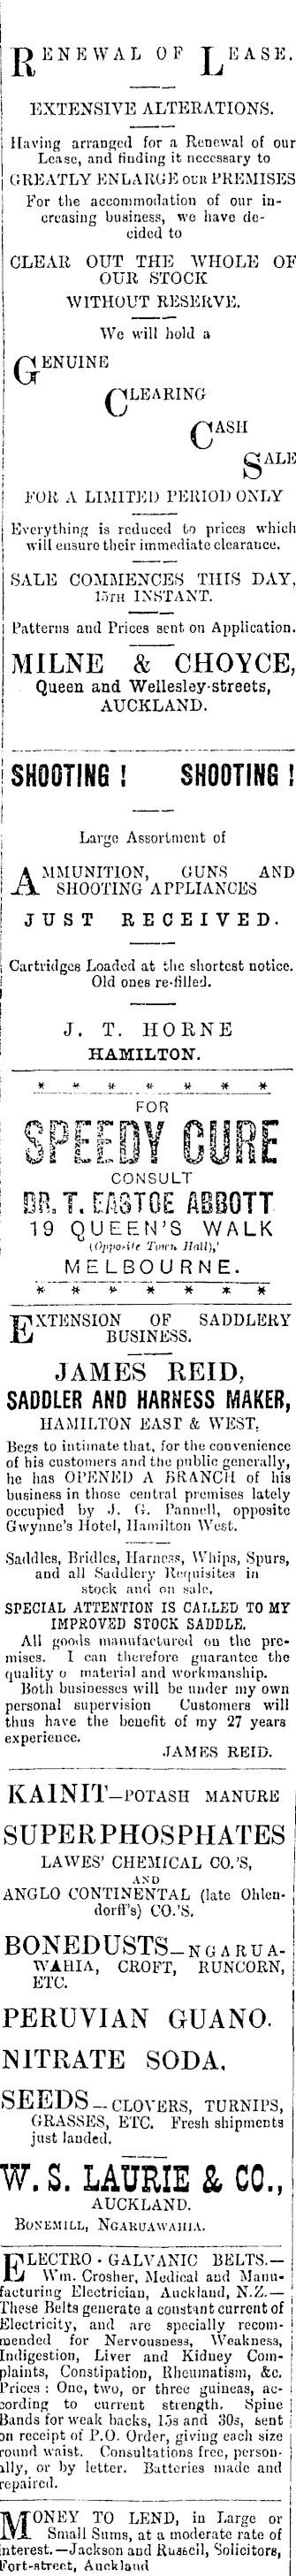 RENEWAL OF LEASE.
EXTENSIVE ALTERATIONS.
Having arranged for a Renewal of our
Lease, and finding it necessary to
GREATLY ENLARGE OUR PREMISES
For the accommodation of our in-
creasing business, we have de-
cided to
CLEAR OUT THE WHOLE OF
OUR STOCK
WITHOUT RESERVE.
We will hold a
GENUINE
CLEARING
CASH
SALE
FOR A LIMITED PERIOD ONLY
Everything is reduced to prices which
will ensure their immediate clearance.
SALE COMMENCES THIS DAY,
15TH INSTANT.
Patterns and Prices sent on Application.
MILNE & CHOYCE,
Queen and Wellesley-streets,
AUCKLAND.
SHOOTING! SHOOTING!
Large Assortment of
AMMUNITION, GUNS AND
SHOOTING APPLIANCES
JUST RECEIVED.
Cartridges Loaded at the shortest notice.
Old ones re-filled.
J. T. HORNE
HAMILTON.
* * * * * * *
FOR
SPEEDY CURE
CONSULT
DR. T. EASTOE ABBOTT
19 QUEEN'S WALK
(Opposite Town Hall),'
MELBOURNE.
* * * * * * *
EXTENSION OF SADDLERY
BUSINESS.
JAMES REID,
SADDLER AND HARNESS MAKER,
HAMILTON EAST & WEST,
Begs to intimate that, for the convenience
of his customers and the public generally,
he has OPENED A BRANCH of his
business in those central premises lately
occupied by J. G. Pannell, opposite
Gwynne's Hotel, Hamilton West.
Saddles, Bridles, Harness, Whips, Spurs,
and all Saddlery Requisites in
stock and on sale,
SPECIAL ATTENTION IS CALLED TO MY
IMPROVED STOCK SADDLE.
All goods manufactured on the pre-
mises. I can therefore guarantee the
quality o material and workmanship.
Both businesses will be under my own
personal supervision Customers will
thus have the benefit of my 27 years
experience.
JAMES REID.
KAINIT—POTASH MANURE
SUPERPHOSPHATES
LAWES' CHEMICAL CO.'S,
AND
ANGLO CONTINENTAL (late Ohlen-
dorff's) CO.'S.
BONEDUSTS—NGARUA-
WAHIA, CROFT, RUNCORN,
ETC.
PERUVIAN GUANO.
NITRATE SODA.
SEEDS—CLOVERS, TURNIPS,
GRASSES, ETC. Fresh shipments
just landed.
W. S. LAURIE & CO.,
AUCKLAND.
BONEMILL, NGARUAWAHIA.
ELECTRO-GALVANIC BELTS.—
Wm. Crosher, Medical and Manu-
facturing Electrician, Auckland, N.Z.—
These Belts generate a constant current of
Electricity, and are specially recom-
mended for Nervousness, Weakness,
Indigestion, Liver and Kidney Com-
plaints, Constipation, Rheumatism, &c.
Prices: One, two, or three guineas, ac-
cording to current strength. Spine
Bands for weak backs, 15s and 30s, sent
on receipt of P.O. Order, giving each size
round waist. Consultations free, person-
ally, or by letter. Batteries made and
repaired.
MONEY TO LEND, in Large or
Small Sums, at a moderate rate of
interest.—Jackson and Russell, Solicitors,
Fort-street, Auckland